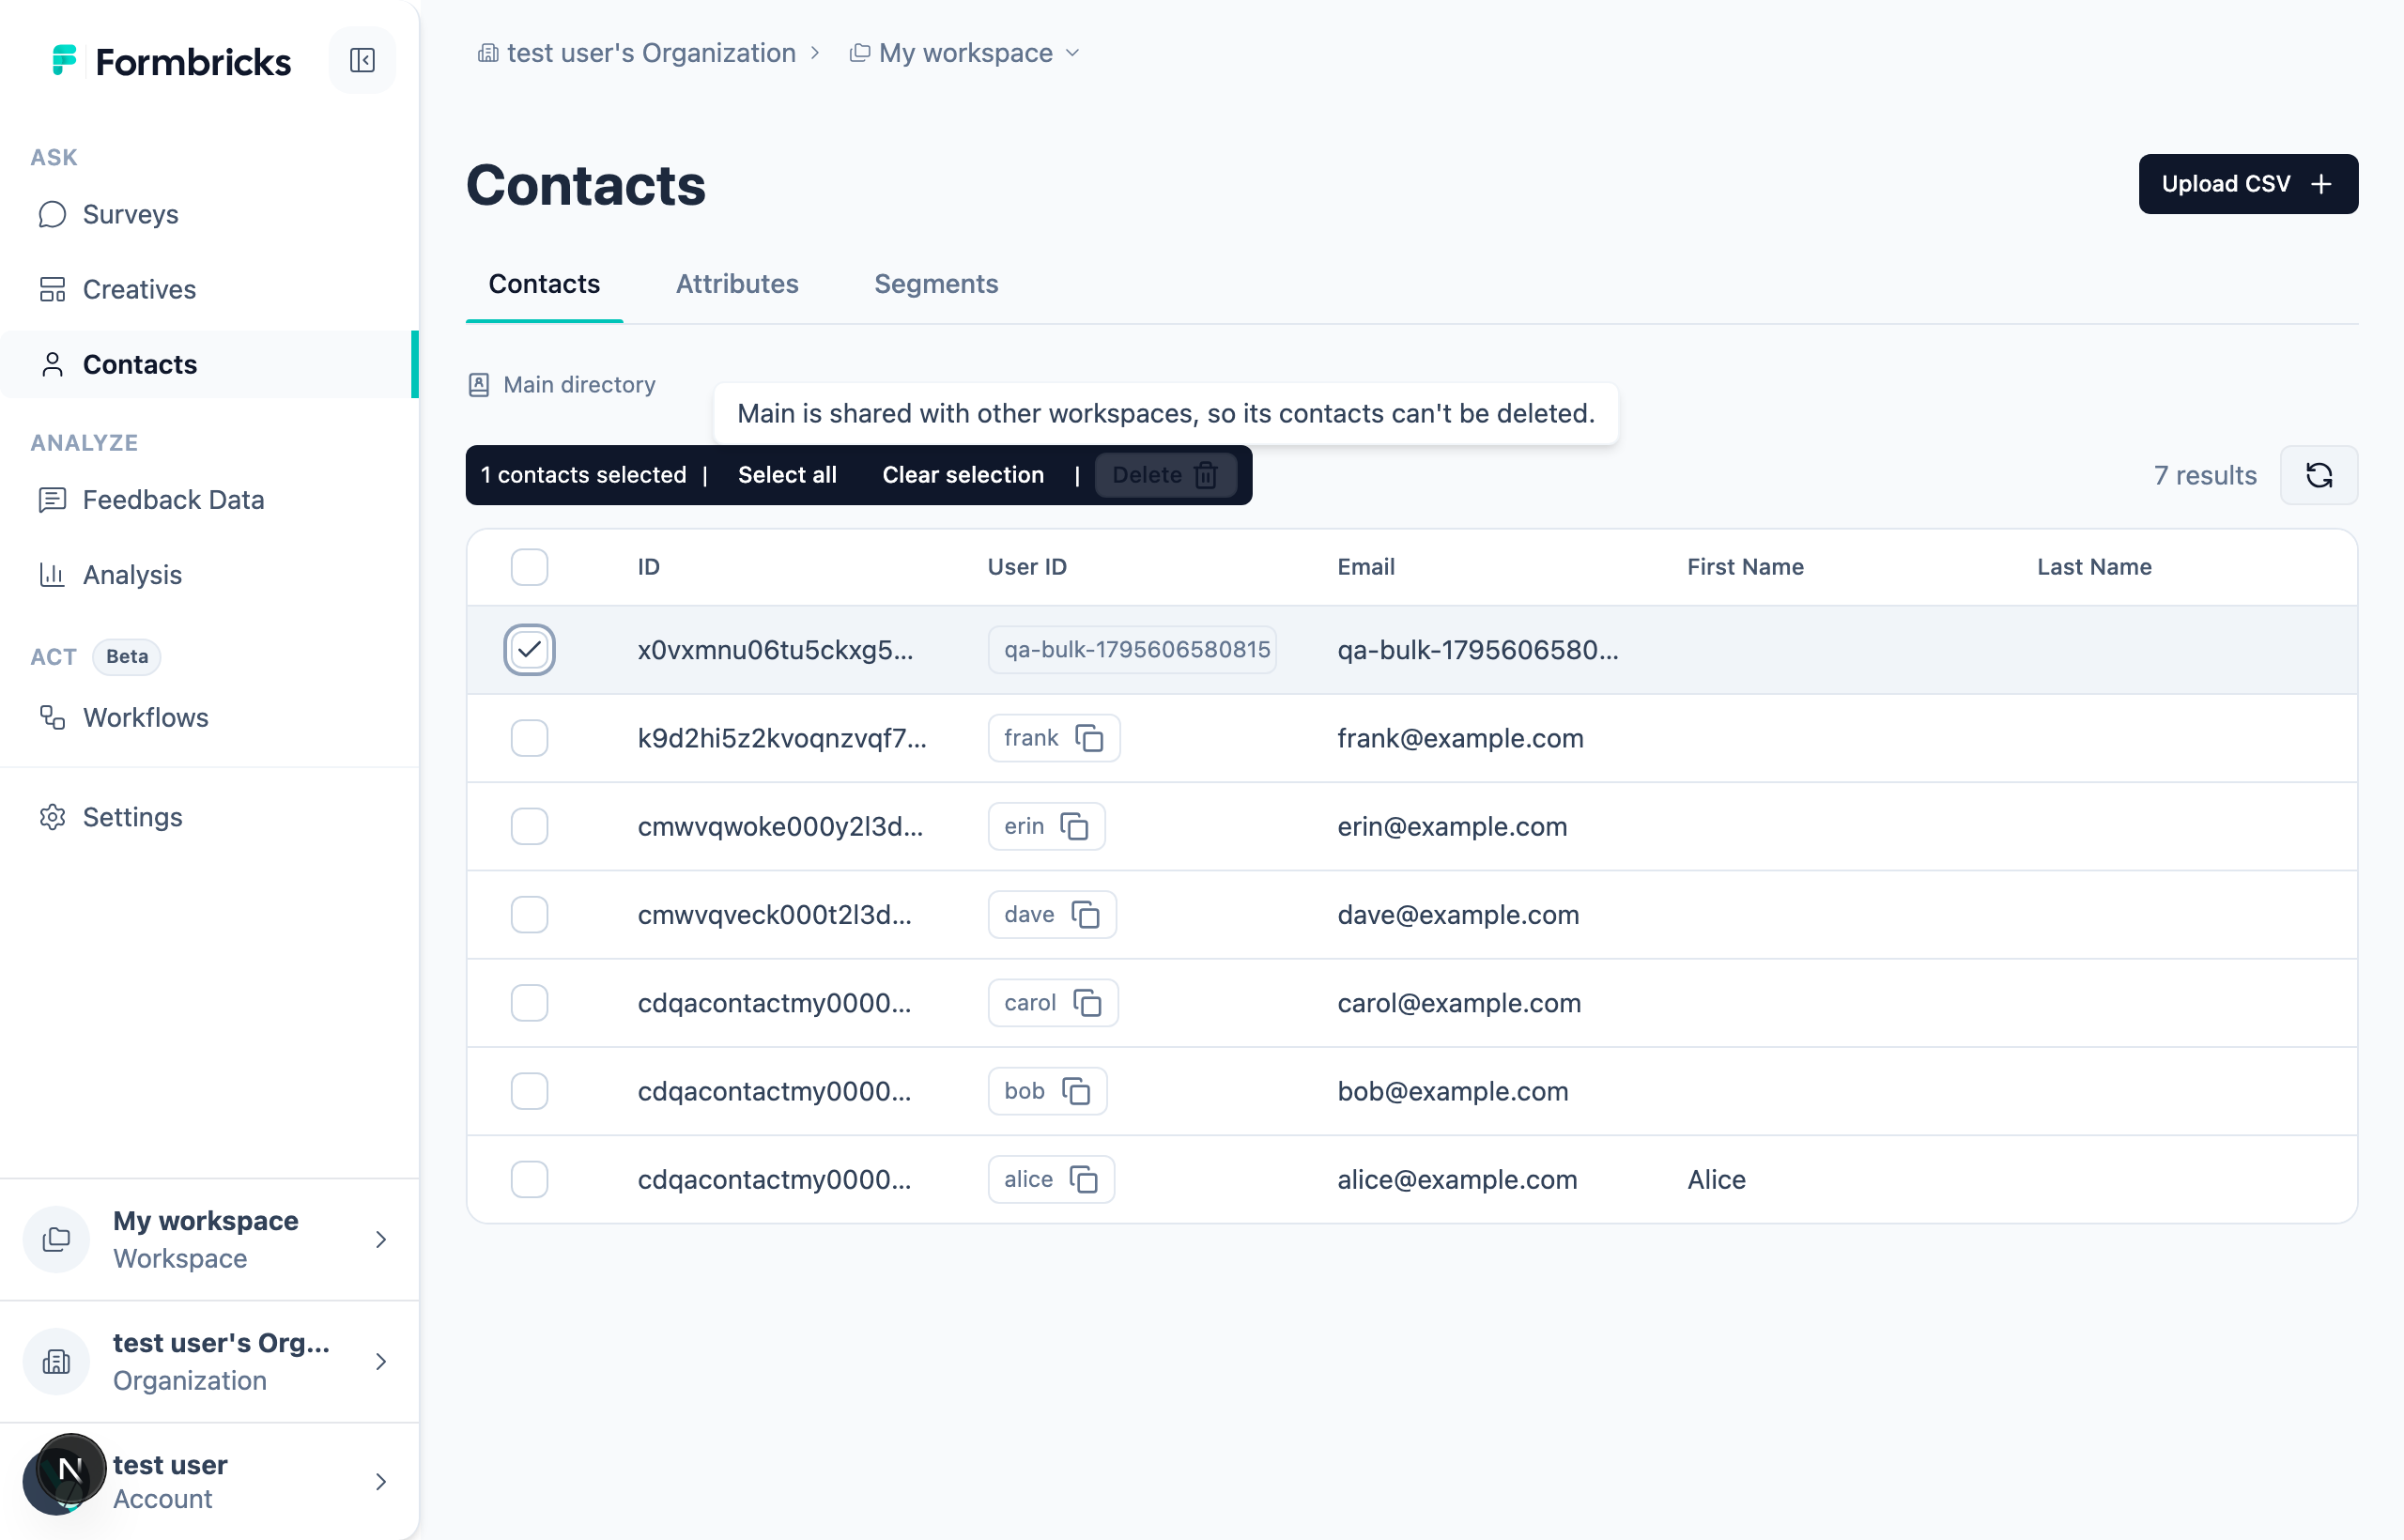 Formbricks
test user's Organization
My workspace
ASK
Surveys
Creatives
Contacts
ANALYZE
Feedback Data
Analysis
ACT Beta
Workflows
Settings
My workspace
Workspace
test user's Org...
Organization
N
test user
Account
Contacts
Upload CSV
Contacts Attributes Segments
Main directory
Main is shared with other workspaces, so its contacts can't be deleted.
1 contacts selected | Select all Clear selection | Delete
7 results
ID User ID Email First Name Last Name
x0vxmnu06tu5ckxg5... qa-bulk-1795606580815 qa-bulk-1795606580...
k9d2hi5z2kvoqnzvqf7... frank frank@example.com
cmwvqwoke000y2l3d... erin erin@example.com
cmwvqveck000t2l3d... dave dave@example.com
cdqacontactmy0000... carol carol@example.com
cdqacontactmy0000... bob bob@example.com
cdqacontactmy0000... alice alice@example.com Alice